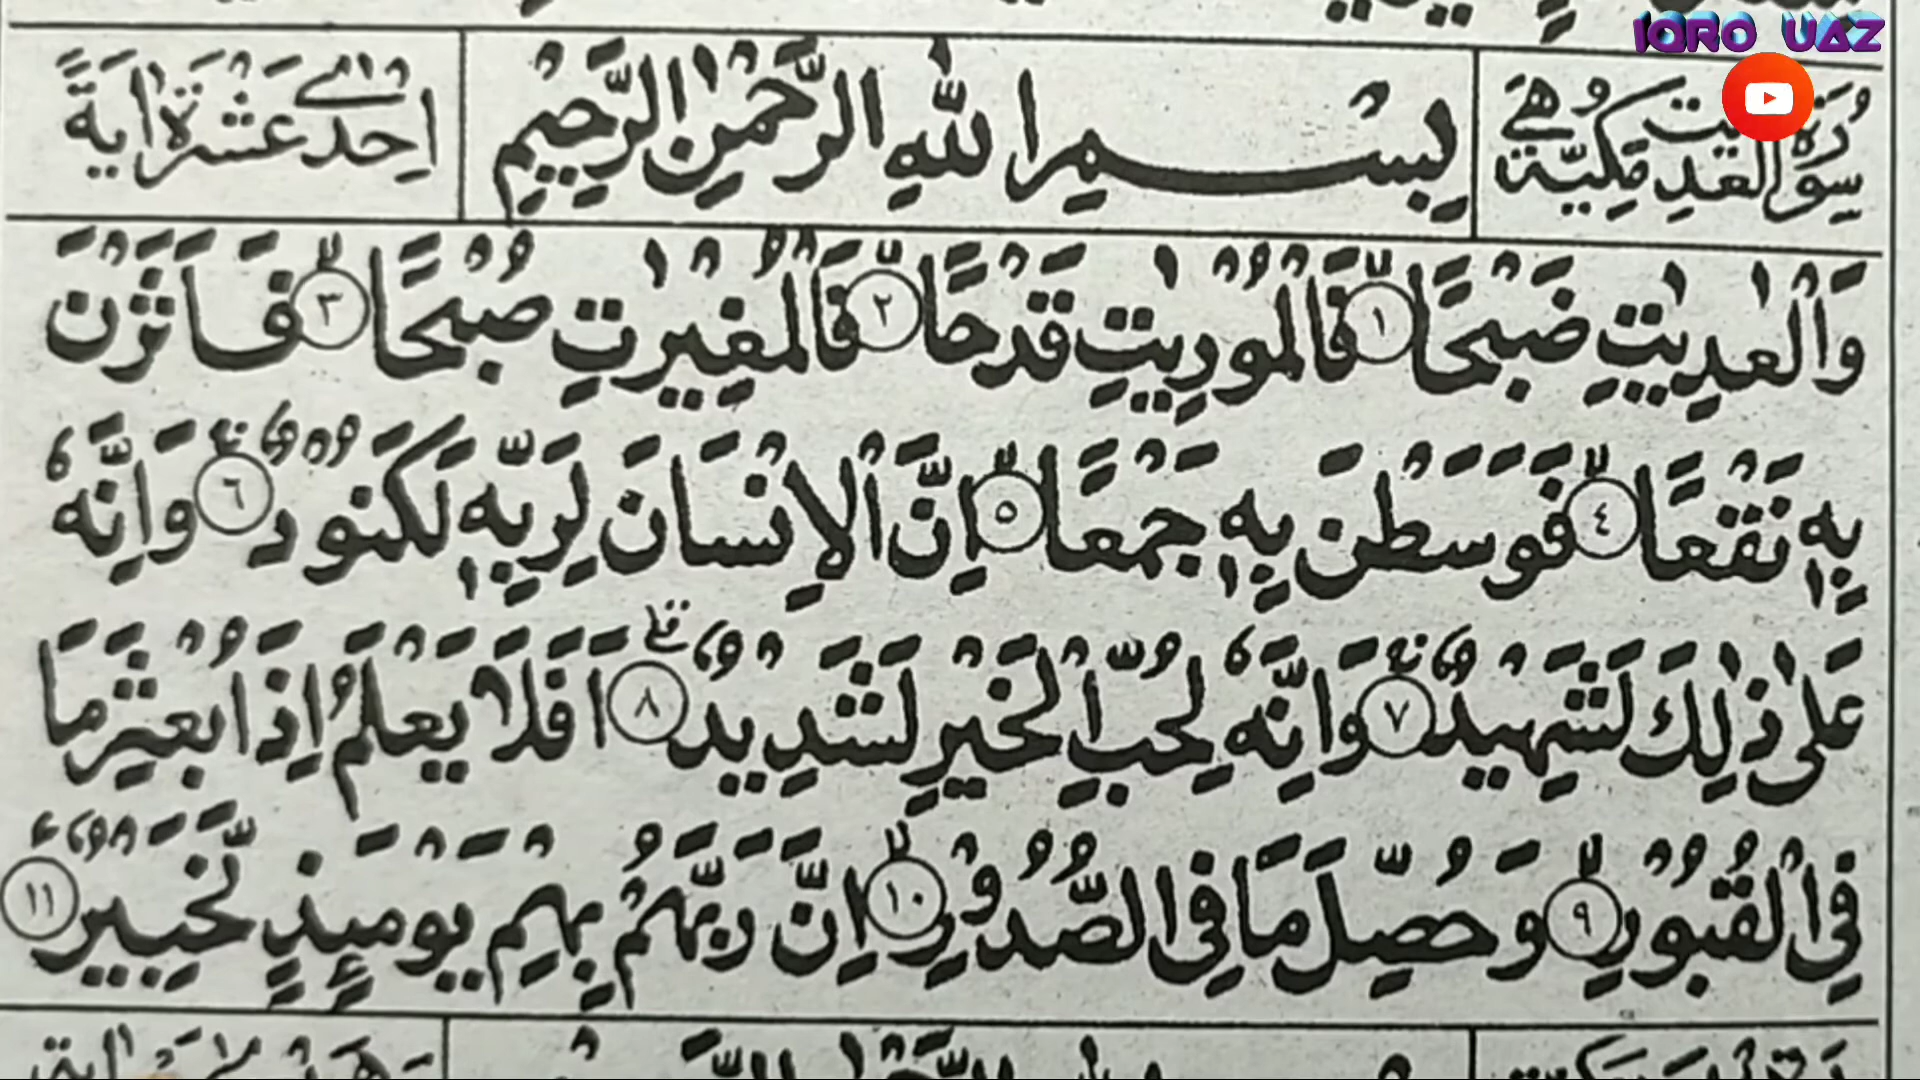 IQRO UAZ
سُوْرَةُ الْعٰدِيٰتِ مَكِّيَّةٌ وَّهِيَ
بِسْمِ اللّٰهِ الرَّحْمٰنِ الرَّحِيْمِ
اِحْدٰى عَشَرَةَ اٰيَةً
وَالْعٰدِيٰتِ ضَبْحًا ۙ ١ فَالْمُوْرِيٰتِ قَدْحًا ۙ ٢ فَالْمُغِيْرٰتِ صُبْحًا ۙ ٣ فَاَثَرْنَ
بِهٖ نَقْعًا ۙ ٤ فَوَسَطْنَ بِهٖ جَمْعًا ۙ ٥ اِنَّ الْاِنْسَانَ لِرَبِّهٖ لَكَنُوْدٌ ۚ ٦ وَاِنَّهٗ
عَلٰى ذٰلِكَ لَشَهِيْدٌ ۚ ٧ وَاِنَّهٗ لِحُبِّ الْخَيْرِ لَشَدِيْدٌ ۗ ٨ اَفَلَا يَعْلَمُ اِذَا بُعْثِرَ مَا
فِى الْقُبُوْرِ ۙ ٩ وَحُصِّلَ مَا فِى الصُّدُوْرِ ۙ ١٠ اِنَّ رَبَّهُمْ بِهِمْ يَوْمَئِذٍ لَّخَبِيْرٌ ١١